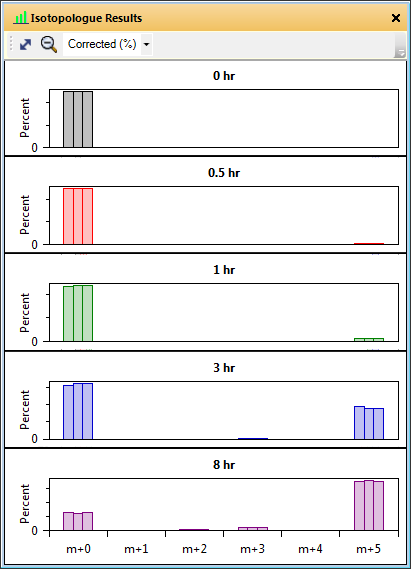 Isotopologue Results
Corrected (%)
0 hr
Percent
0
0.5 hr
Percent
0
1 hr
Percent
0
3 hr
Percent
0
8 hr
Percent
0
m+0 m+1 m+2 m+3 m+4 m+5